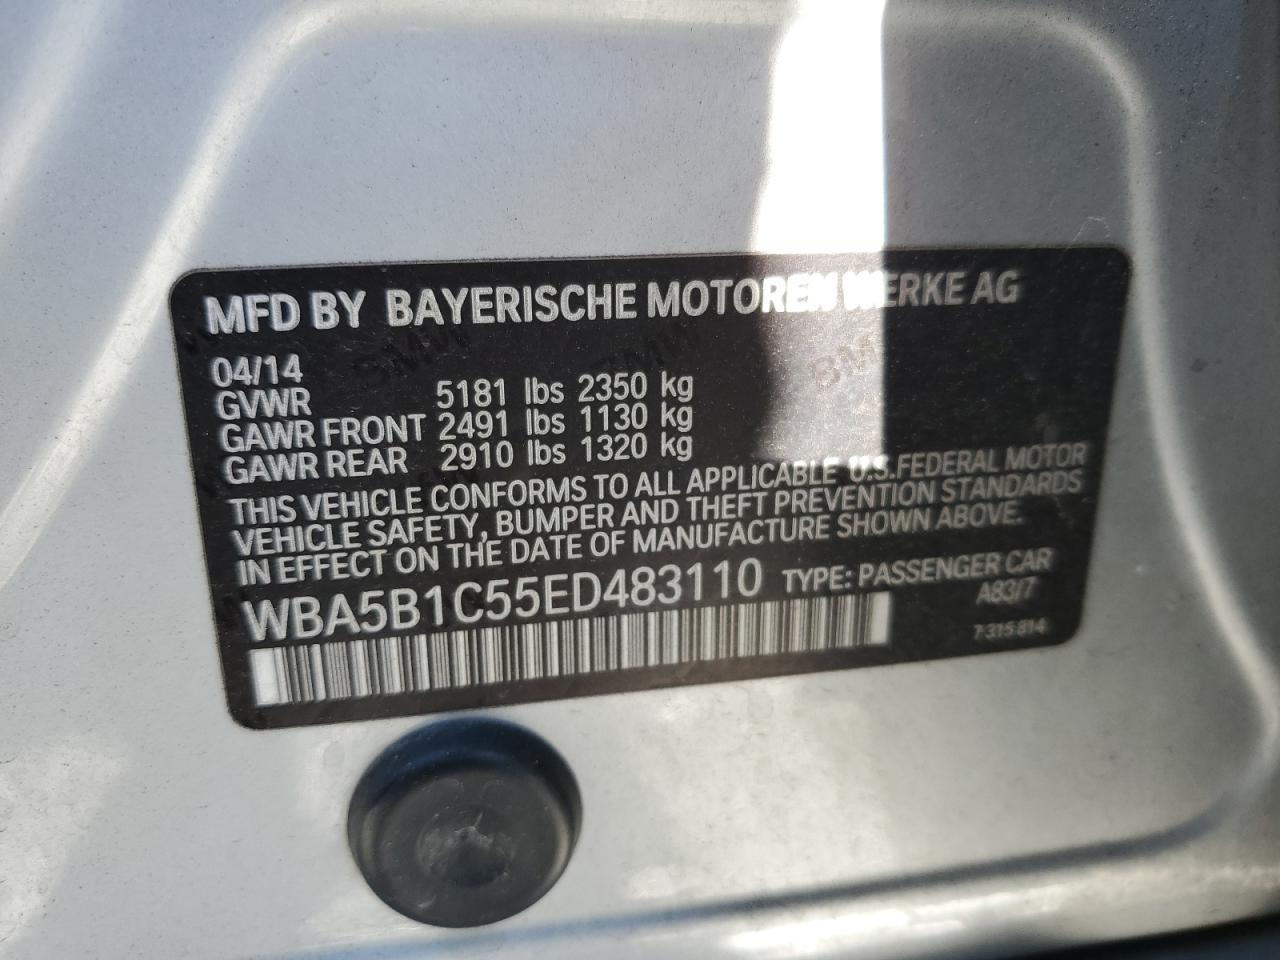 MFD BY BAYERISCHE MOTOREN WERKE AG
04/14
GVWR 5181 lbs 2350 kg
GAWR FRONT 2491 lbs 1130 kg
GAWR REAR 2910 lbs 1320 kg
THIS VEHICLE CONFORMS TO ALL APPLICABLE U.S.FEDERAL MOTOR
VEHICLE SAFETY, BUMPER AND THEFT PREVENTION STANDARDS
IN EFFECT ON THE DATE OF MANUFACTURE SHOWN ABOVE.
WBA5B1C55ED483110 TYPE: PASSENGER CAR
A83/7
7 315 814